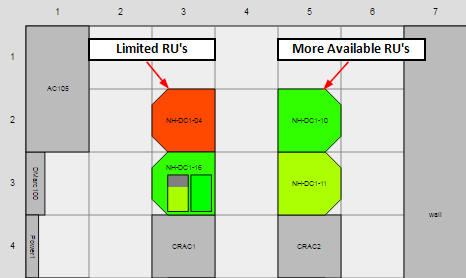 1 2 3 4 5 6 7
Limited RU's More Available RU's
1
AC105
2
NH-DC1-04 NH-DC1-10
3
DMarc100
NH-DC1-16
NH-DC1-11
wall
4
Power1
CRAC1 CRAC2